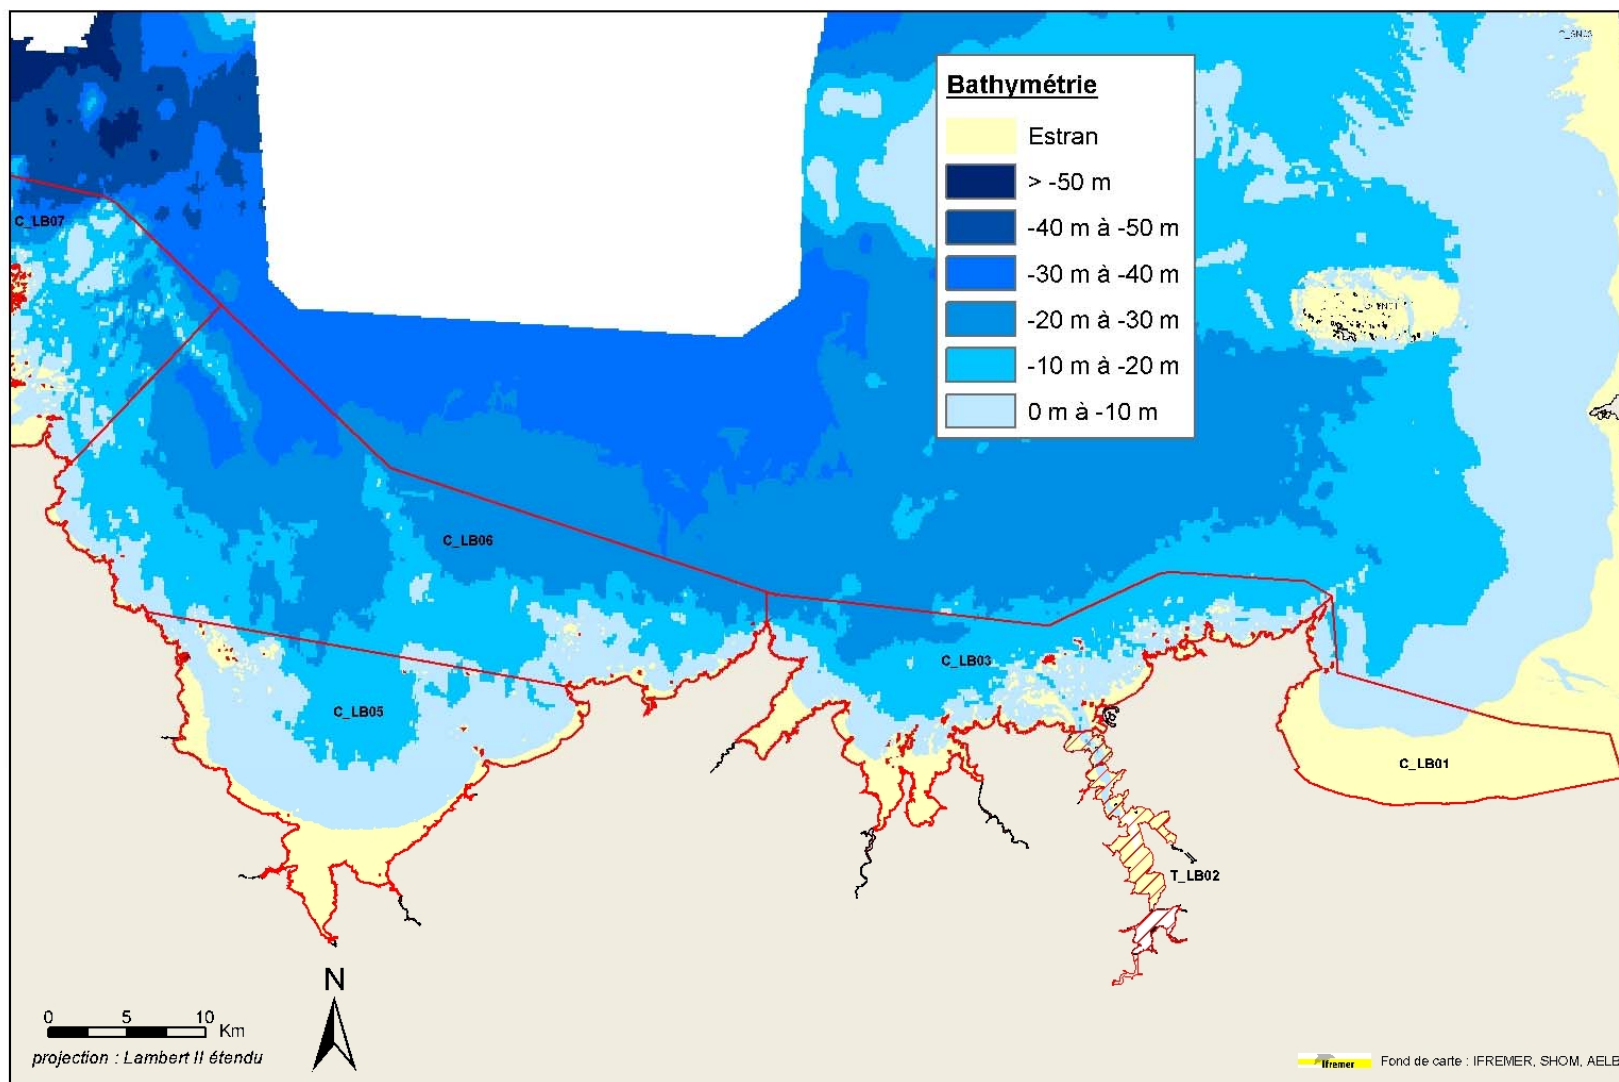 Bathymétrie
Estran
> -50 m
-40 m à -50 m
-30 m à -40 m
-20 m à -30 m
-10 m à -20 m
0 m à -10 m
C_LB07
C_LB06
C_LB03
C_LB05
C_LB01
T_LB02
N
0 5 10 Km
projection : Lambert II étendu
Ifremer
Fond de carte : IFREMER, SHOM, AELB